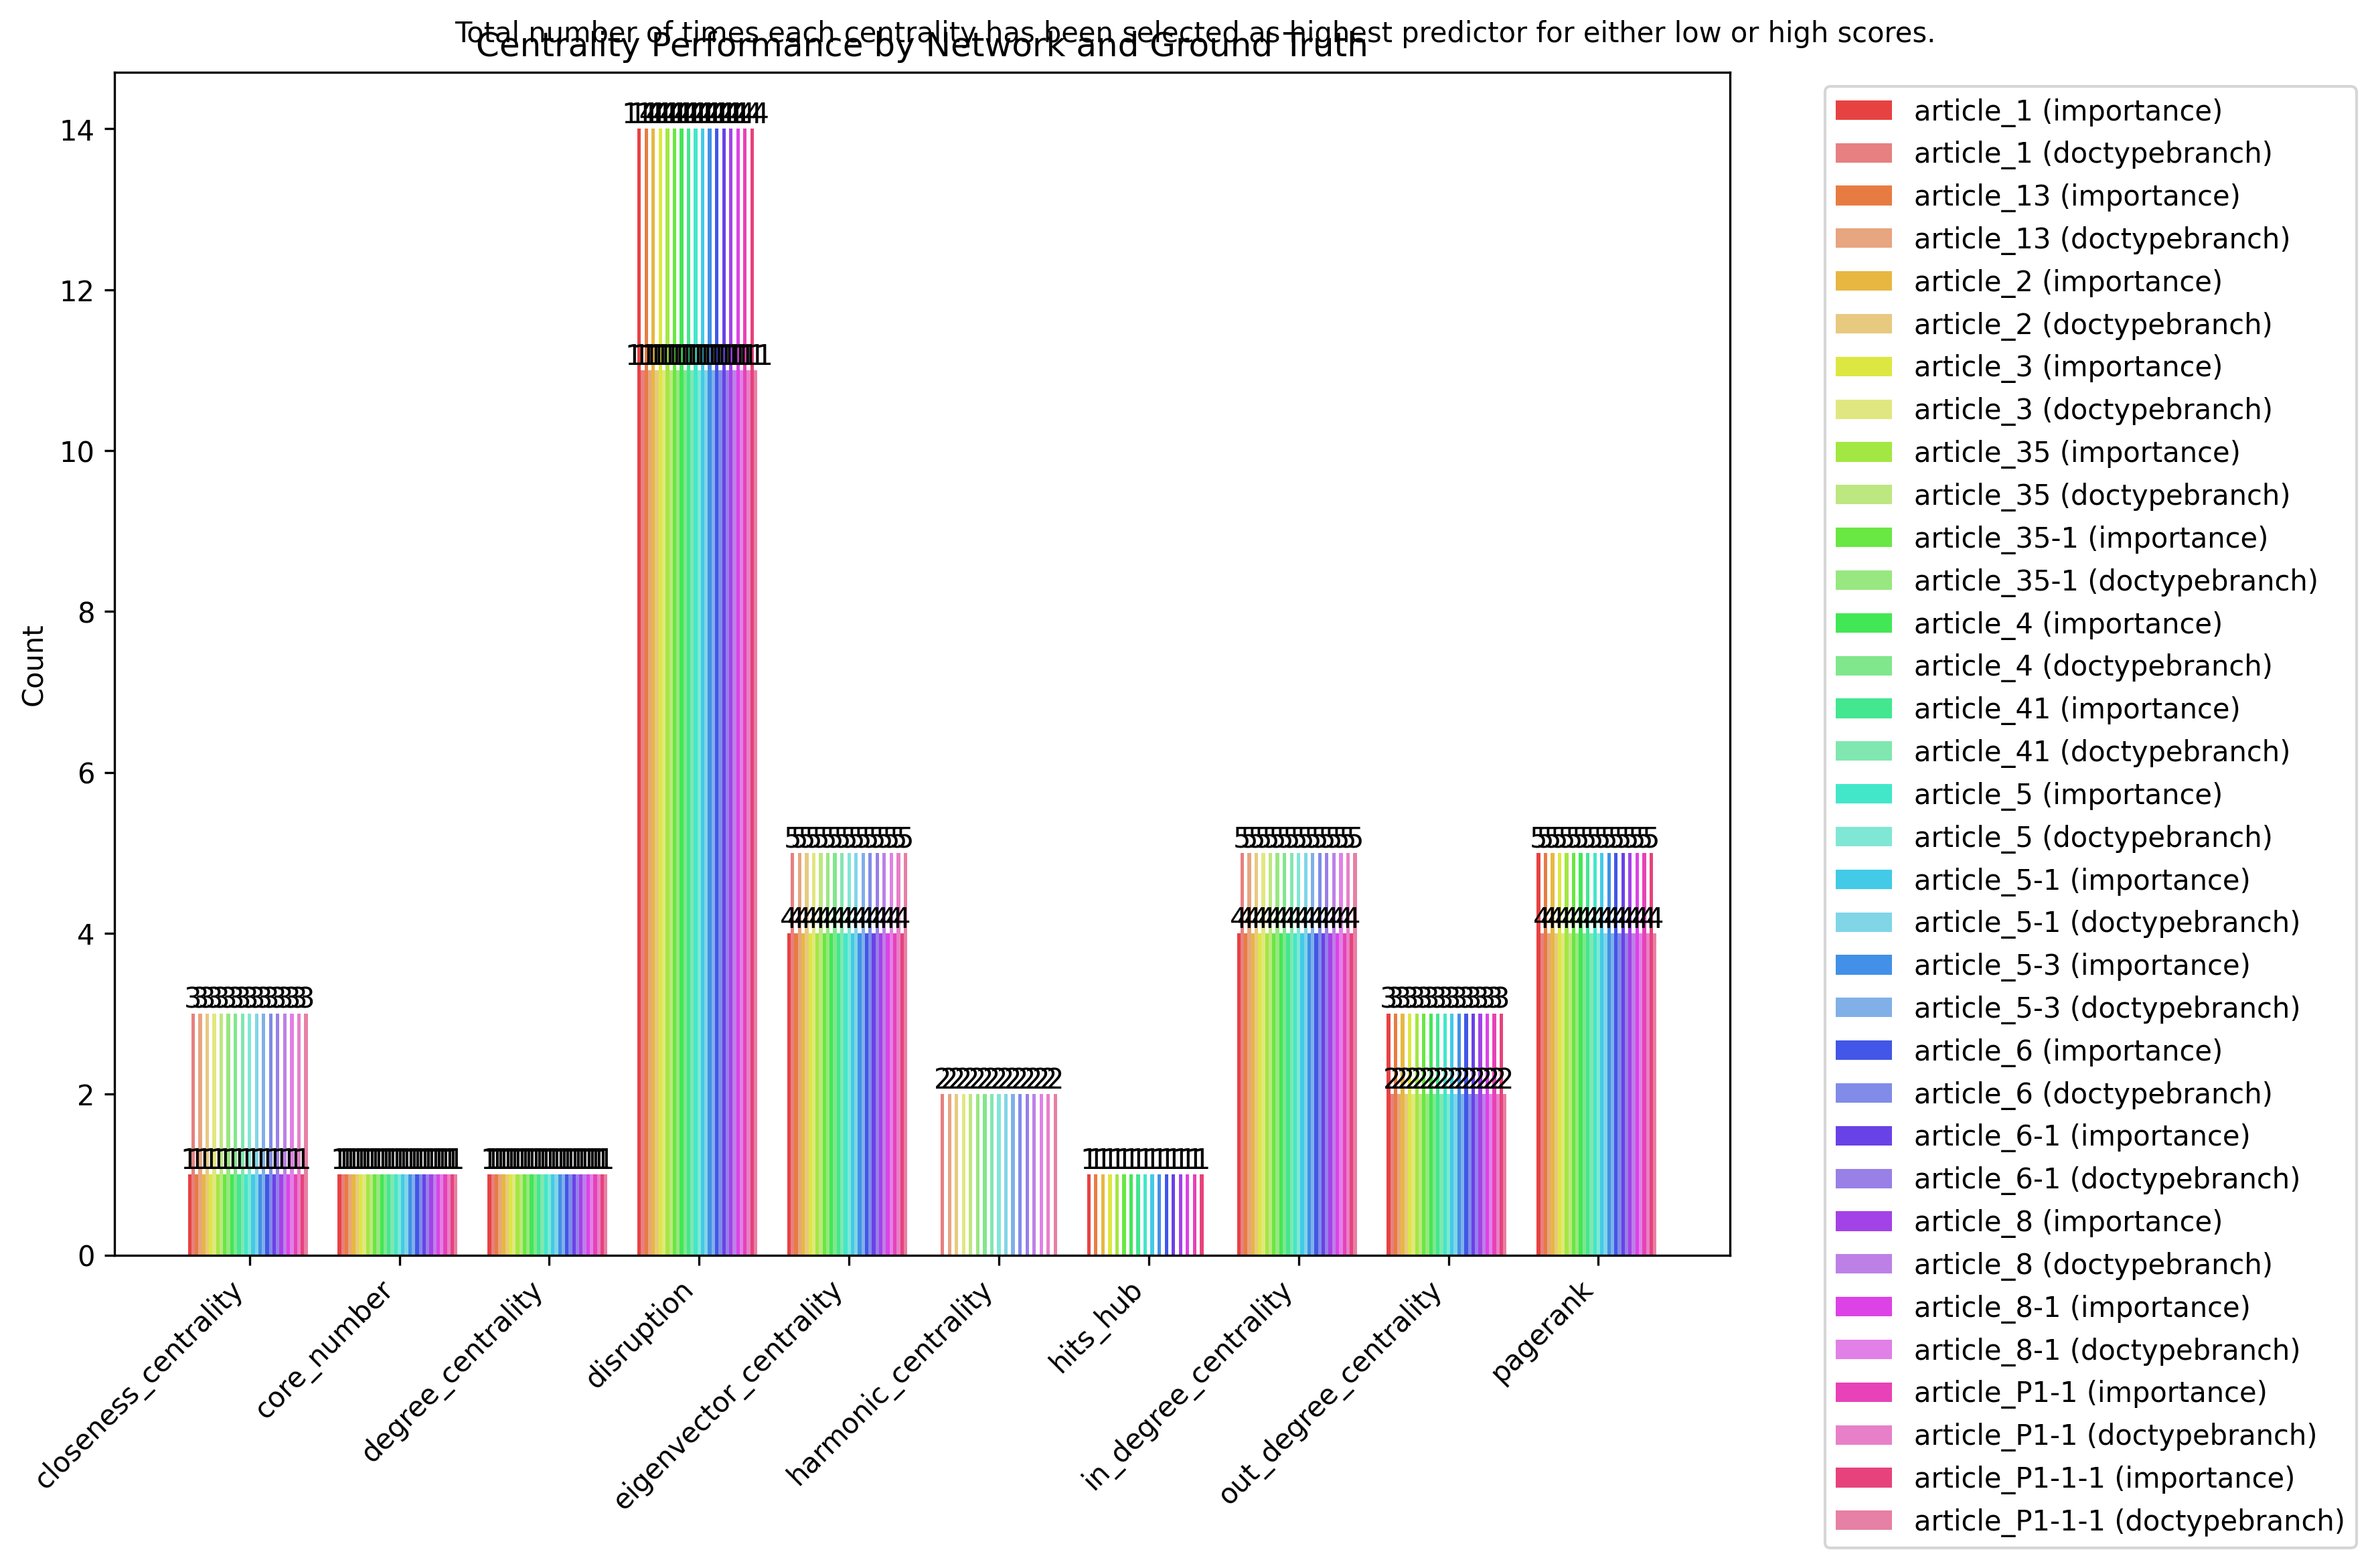 Total number of times each centrality has been selected as highest predictor for either low or high scores.
Centrality Performance by Network and Ground Truth
14
12
10
8
6
4
2
0
Count
closeness_centrality
core_number
degree_centrality
disruption
eigenvector_centrality
harmonic_centrality
hits_hub
in_degree_centrality
out_degree_centrality
pagerank
article_1 (importance)
article_1 (doctypebranch)
article_13 (importance)
article_13 (doctypebranch)
article_2 (importance)
article_2 (doctypebranch)
article_3 (importance)
article_3 (doctypebranch)
article_35 (importance)
article_35 (doctypebranch)
article_35-1 (importance)
article_35-1 (doctypebranch)
article_4 (importance)
article_4 (doctypebranch)
article_41 (importance)
article_41 (doctypebranch)
article_5 (importance)
article_5 (doctypebranch)
article_5-1 (importance)
article_5-1 (doctypebranch)
article_5-3 (importance)
article_5-3 (doctypebranch)
article_6 (importance)
article_6 (doctypebranch)
article_6-1 (importance)
article_6-1 (doctypebranch)
article_8 (importance)
article_8 (doctypebranch)
article_8-1 (importance)
article_8-1 (doctypebranch)
article_P1-1 (importance)
article_P1-1 (doctypebranch)
article_P1-1-1 (importance)
article_P1-1-1 (doctypebranch)